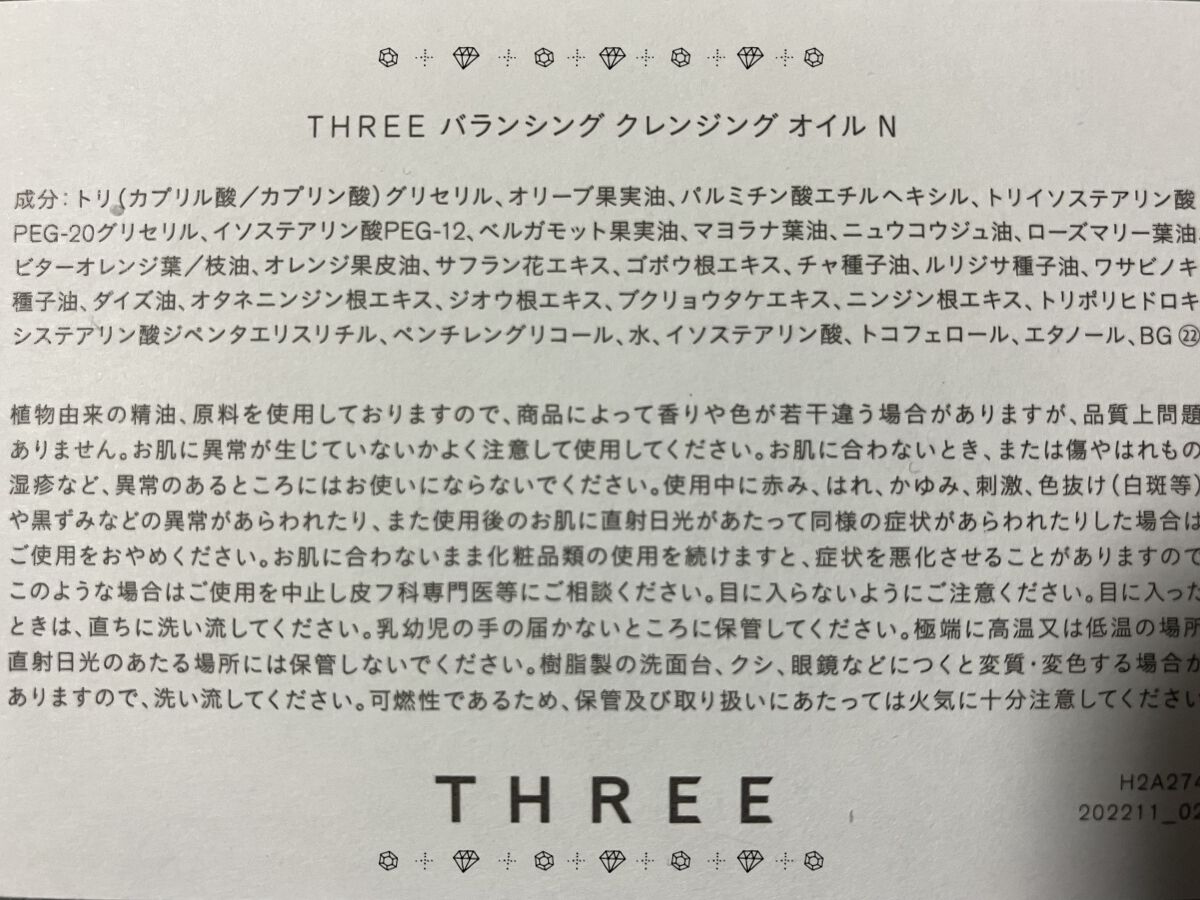 THREE バランシング クレンジング オイル N
成分：トリ(カプリル酸／カプリン酸)グリセリル、オリーブ果実油、パルミチン酸エチルヘキシル、トリイソステアリン酸
PEG-20グリセリル、イソステアリン酸PEG-12、ベルガモット果実油、マヨラナ葉油、ニュウコウジュ油、ローズマリー葉油、
ビターオレンジ葉／枝油、オレンジ果皮油、サフラン花エキス、ゴボウ根エキス、チャ種子油、ルリジサ種子油、ワサビノキ
種子油、ダイズ油、オタネニンジン根エキス、ジオウ根エキス、ブクリョウタケエキス、ニンジン根エキス、トリポリヒドロキ
システアリン酸ジペンタエリスリチル、ペンチレングリコール、水、イソステアリン酸、トコフェロール、エタノール、BG ㉒
植物由来の精油、原料を使用しておりますので、商品によって香りや色が若干違う場合がありますが、品質上問題
ありません。お肌に異常が生じていないかよく注意して使用してください。お肌に合わないとき、または傷やはれもの
湿疹など、異常のあるところにはお使いにならないでください。使用中に赤み、はれ、かゆみ、刺激、色抜け(白斑等)
や黒ずみなどの異常があらわれたり、また使用後のお肌に直射日光があたって同様の症状があらわれたりした場合は
ご使用をおやめください。お肌に合わないまま化粧品類の使用を続けますと、症状を悪化させることがありますので
このような場合はご使用を中止し皮フ科専門医等にご相談ください。目に入らないようにご注意ください。目に入った
ときは、直ちに洗い流してください。乳幼児の手の届かないところに保管してください。極端に高温又は低温の場所
直射日光のあたる場所には保管しないでください。樹脂製の洗面台、クシ、眼鏡などにつくと変質・変色する場合が
ありますので、洗い流してください。可燃性であるため、保管及び取り扱いにあたっては火気に十分注意してください
THREE
H2A274
202211_02